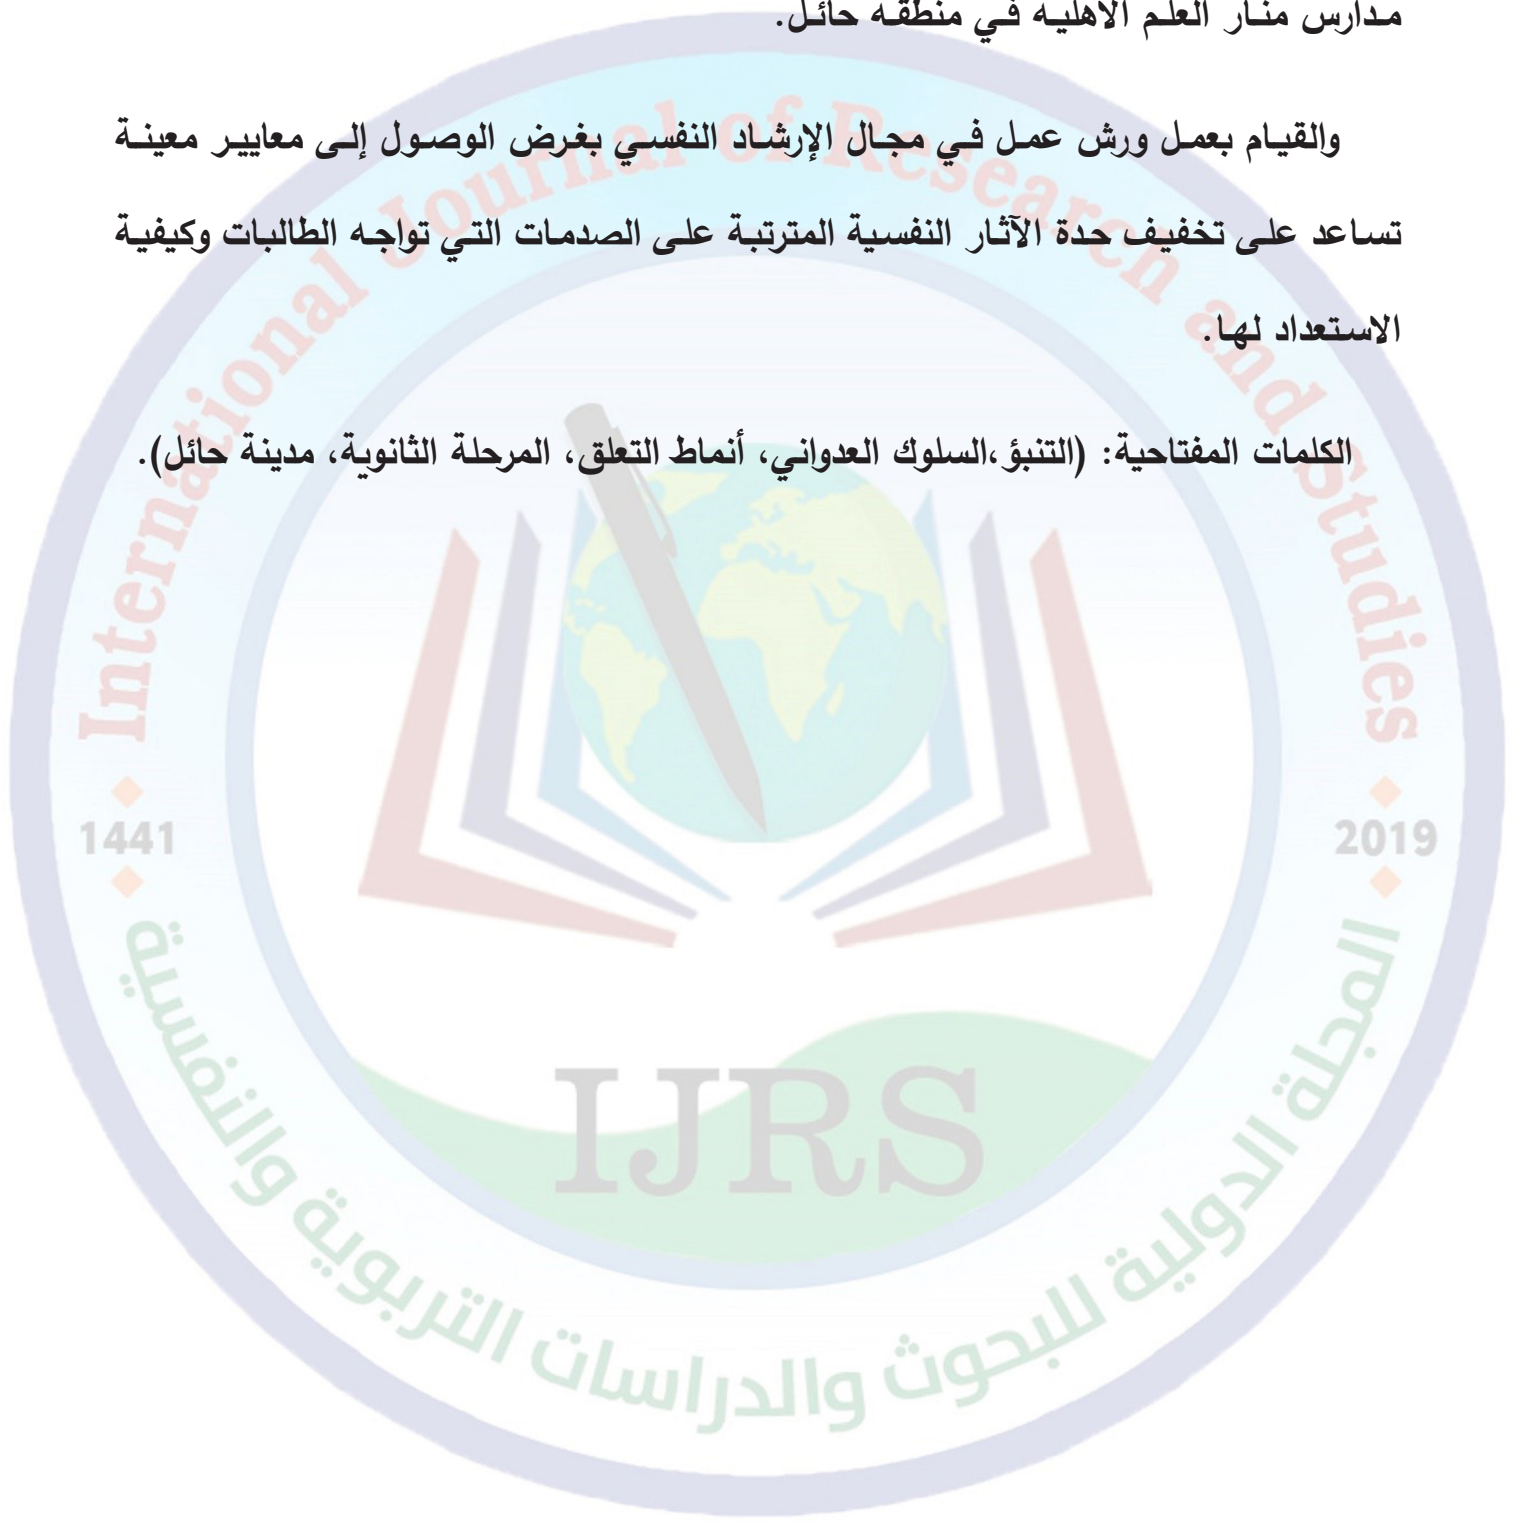 مدارس منار العلم الاهليه في منطقه حائل.
والقيام بعمل ورش عمل في مجال الإرشاد النفسي بغرض الوصول إلى معايير معينة
تساعد على تخفيف حدة الآثار النفسية المترتبة على الصدمات التي تواجه الطالبات وكيفية
الاستعداد لها.
الكلمات المفتاحية: (التنبؤ،السلوك العدواني، أنماط التعلق، المرحلة الثانوية، مدينة حائل).
International Journal of Research and Studies
1441
2019
IJRS
المجلة الدولية للبحوث والدراسات التربوية والنفسية